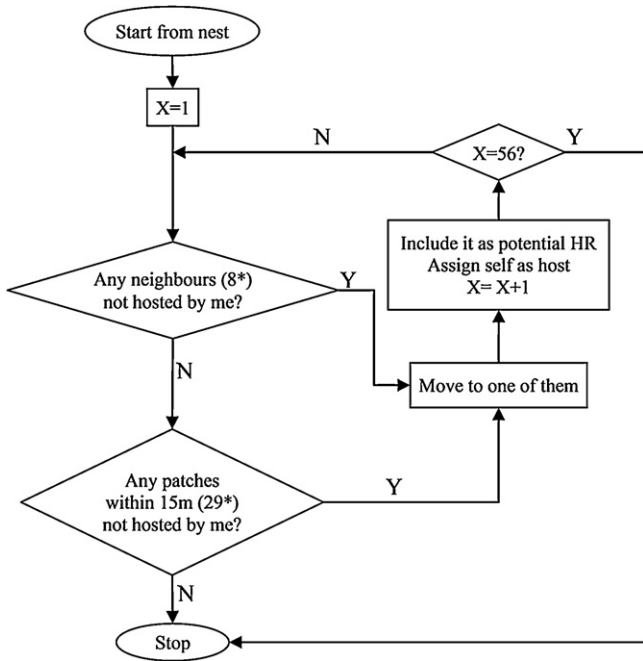 Start from nest
X=1
N
X=56?
Y
Include it as potential HR
Assign self as host
X= X+1
Any neighbours (8*)
not hosted by me?
Y
N
Move to one of them
Any patches
within 15m (29*)
not hosted by me?
Y
N
Stop